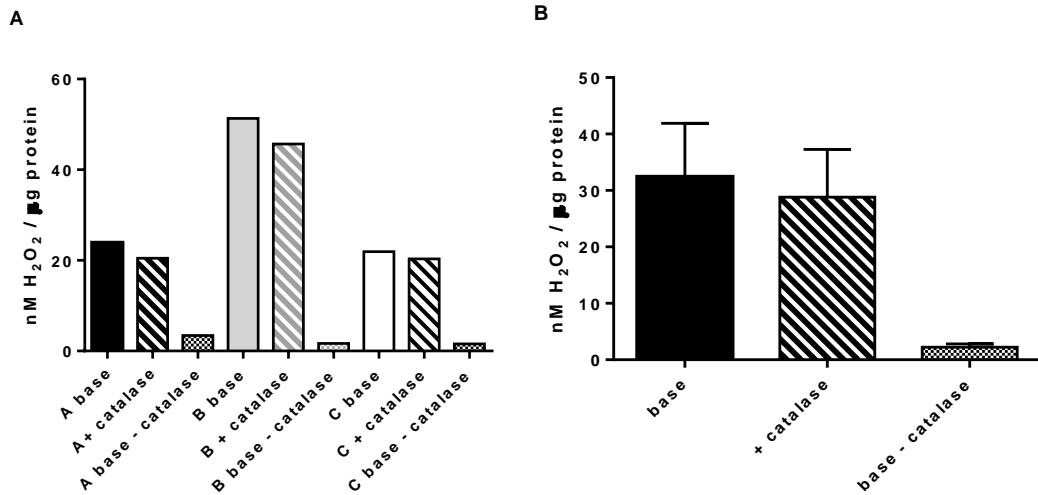 A
nM H₂O₂ / µg protein
60
40
20
0
A base
A + catalase
A base - catalase
B base
B + catalase
B base - catalase
C base
C + catalase
C base - catalase
B
nM H₂O₂ / µg protein
50
40
30
20
10
0
base
+ catalase
base - catalase